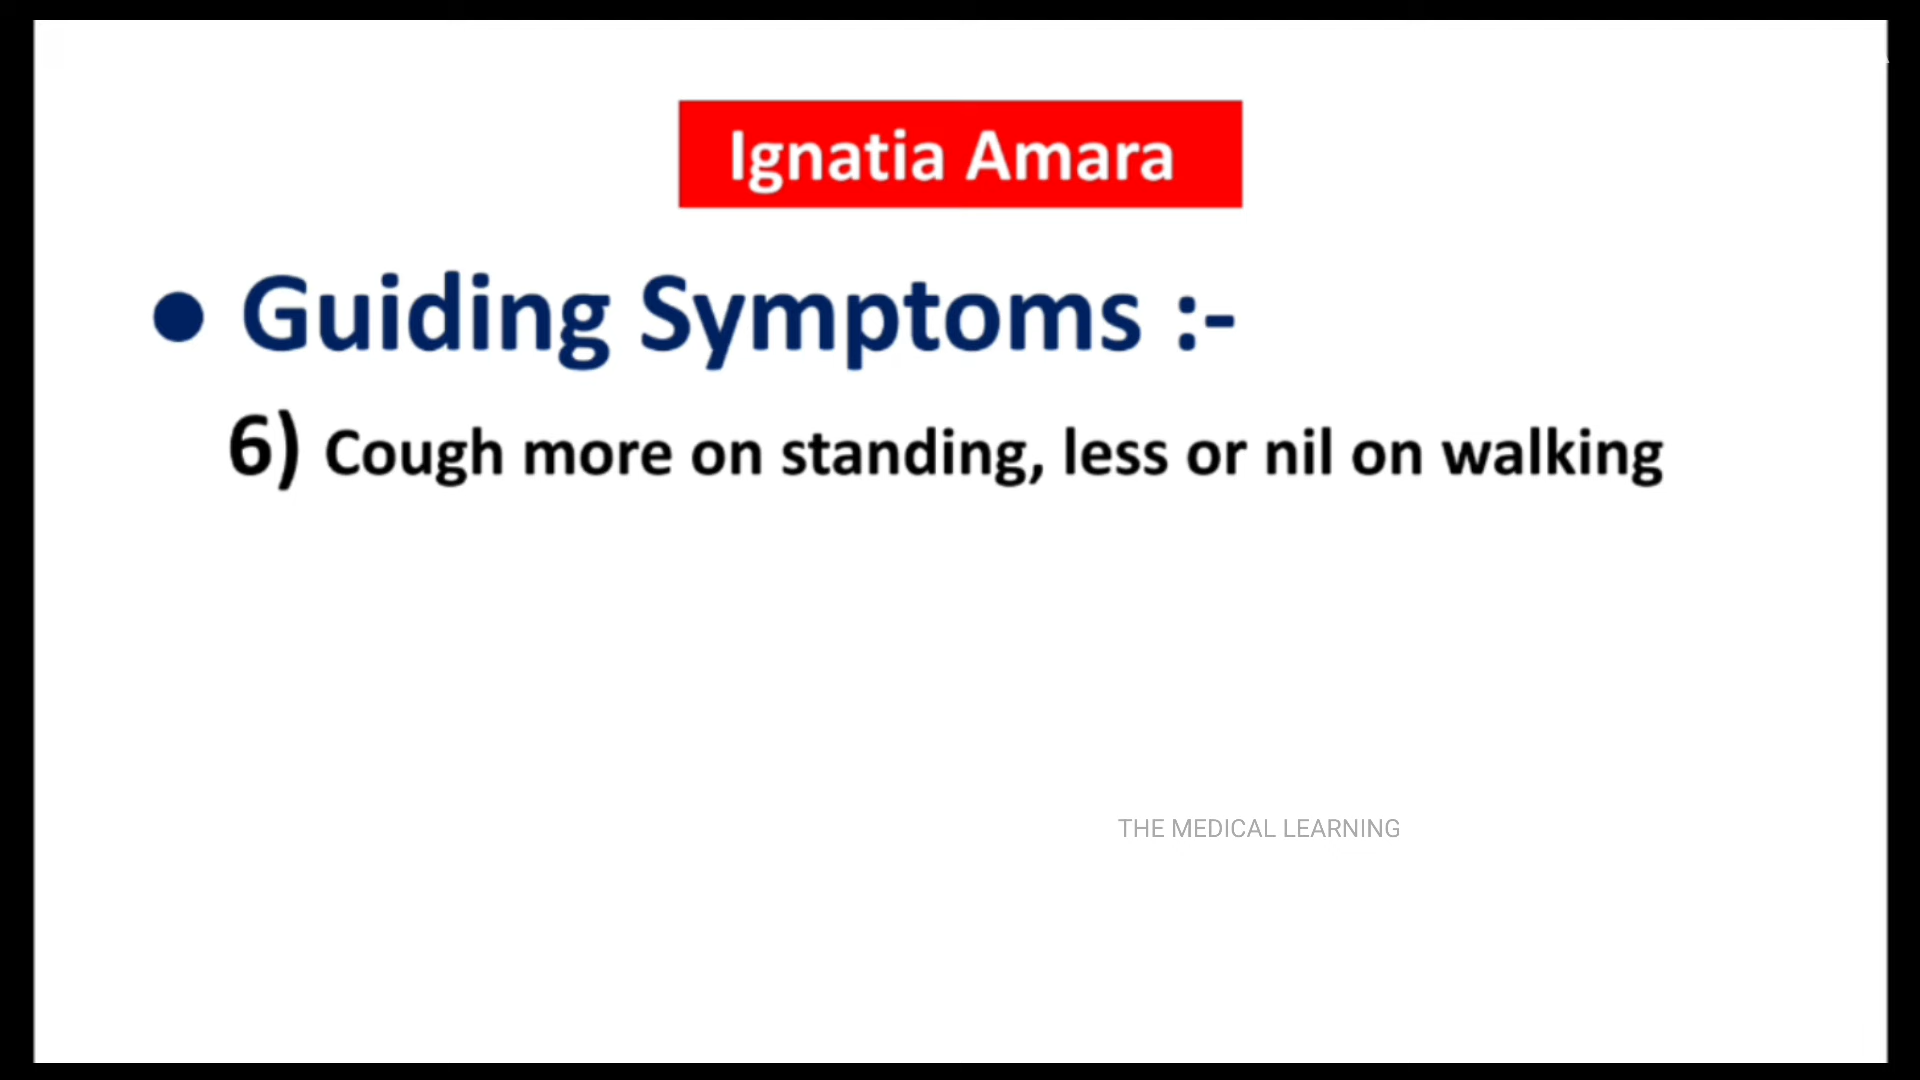 Ignatia Amara
● Guiding Symptoms :-
6) Cough more on standing, less or nil on walking
THE MEDICAL LEARNING